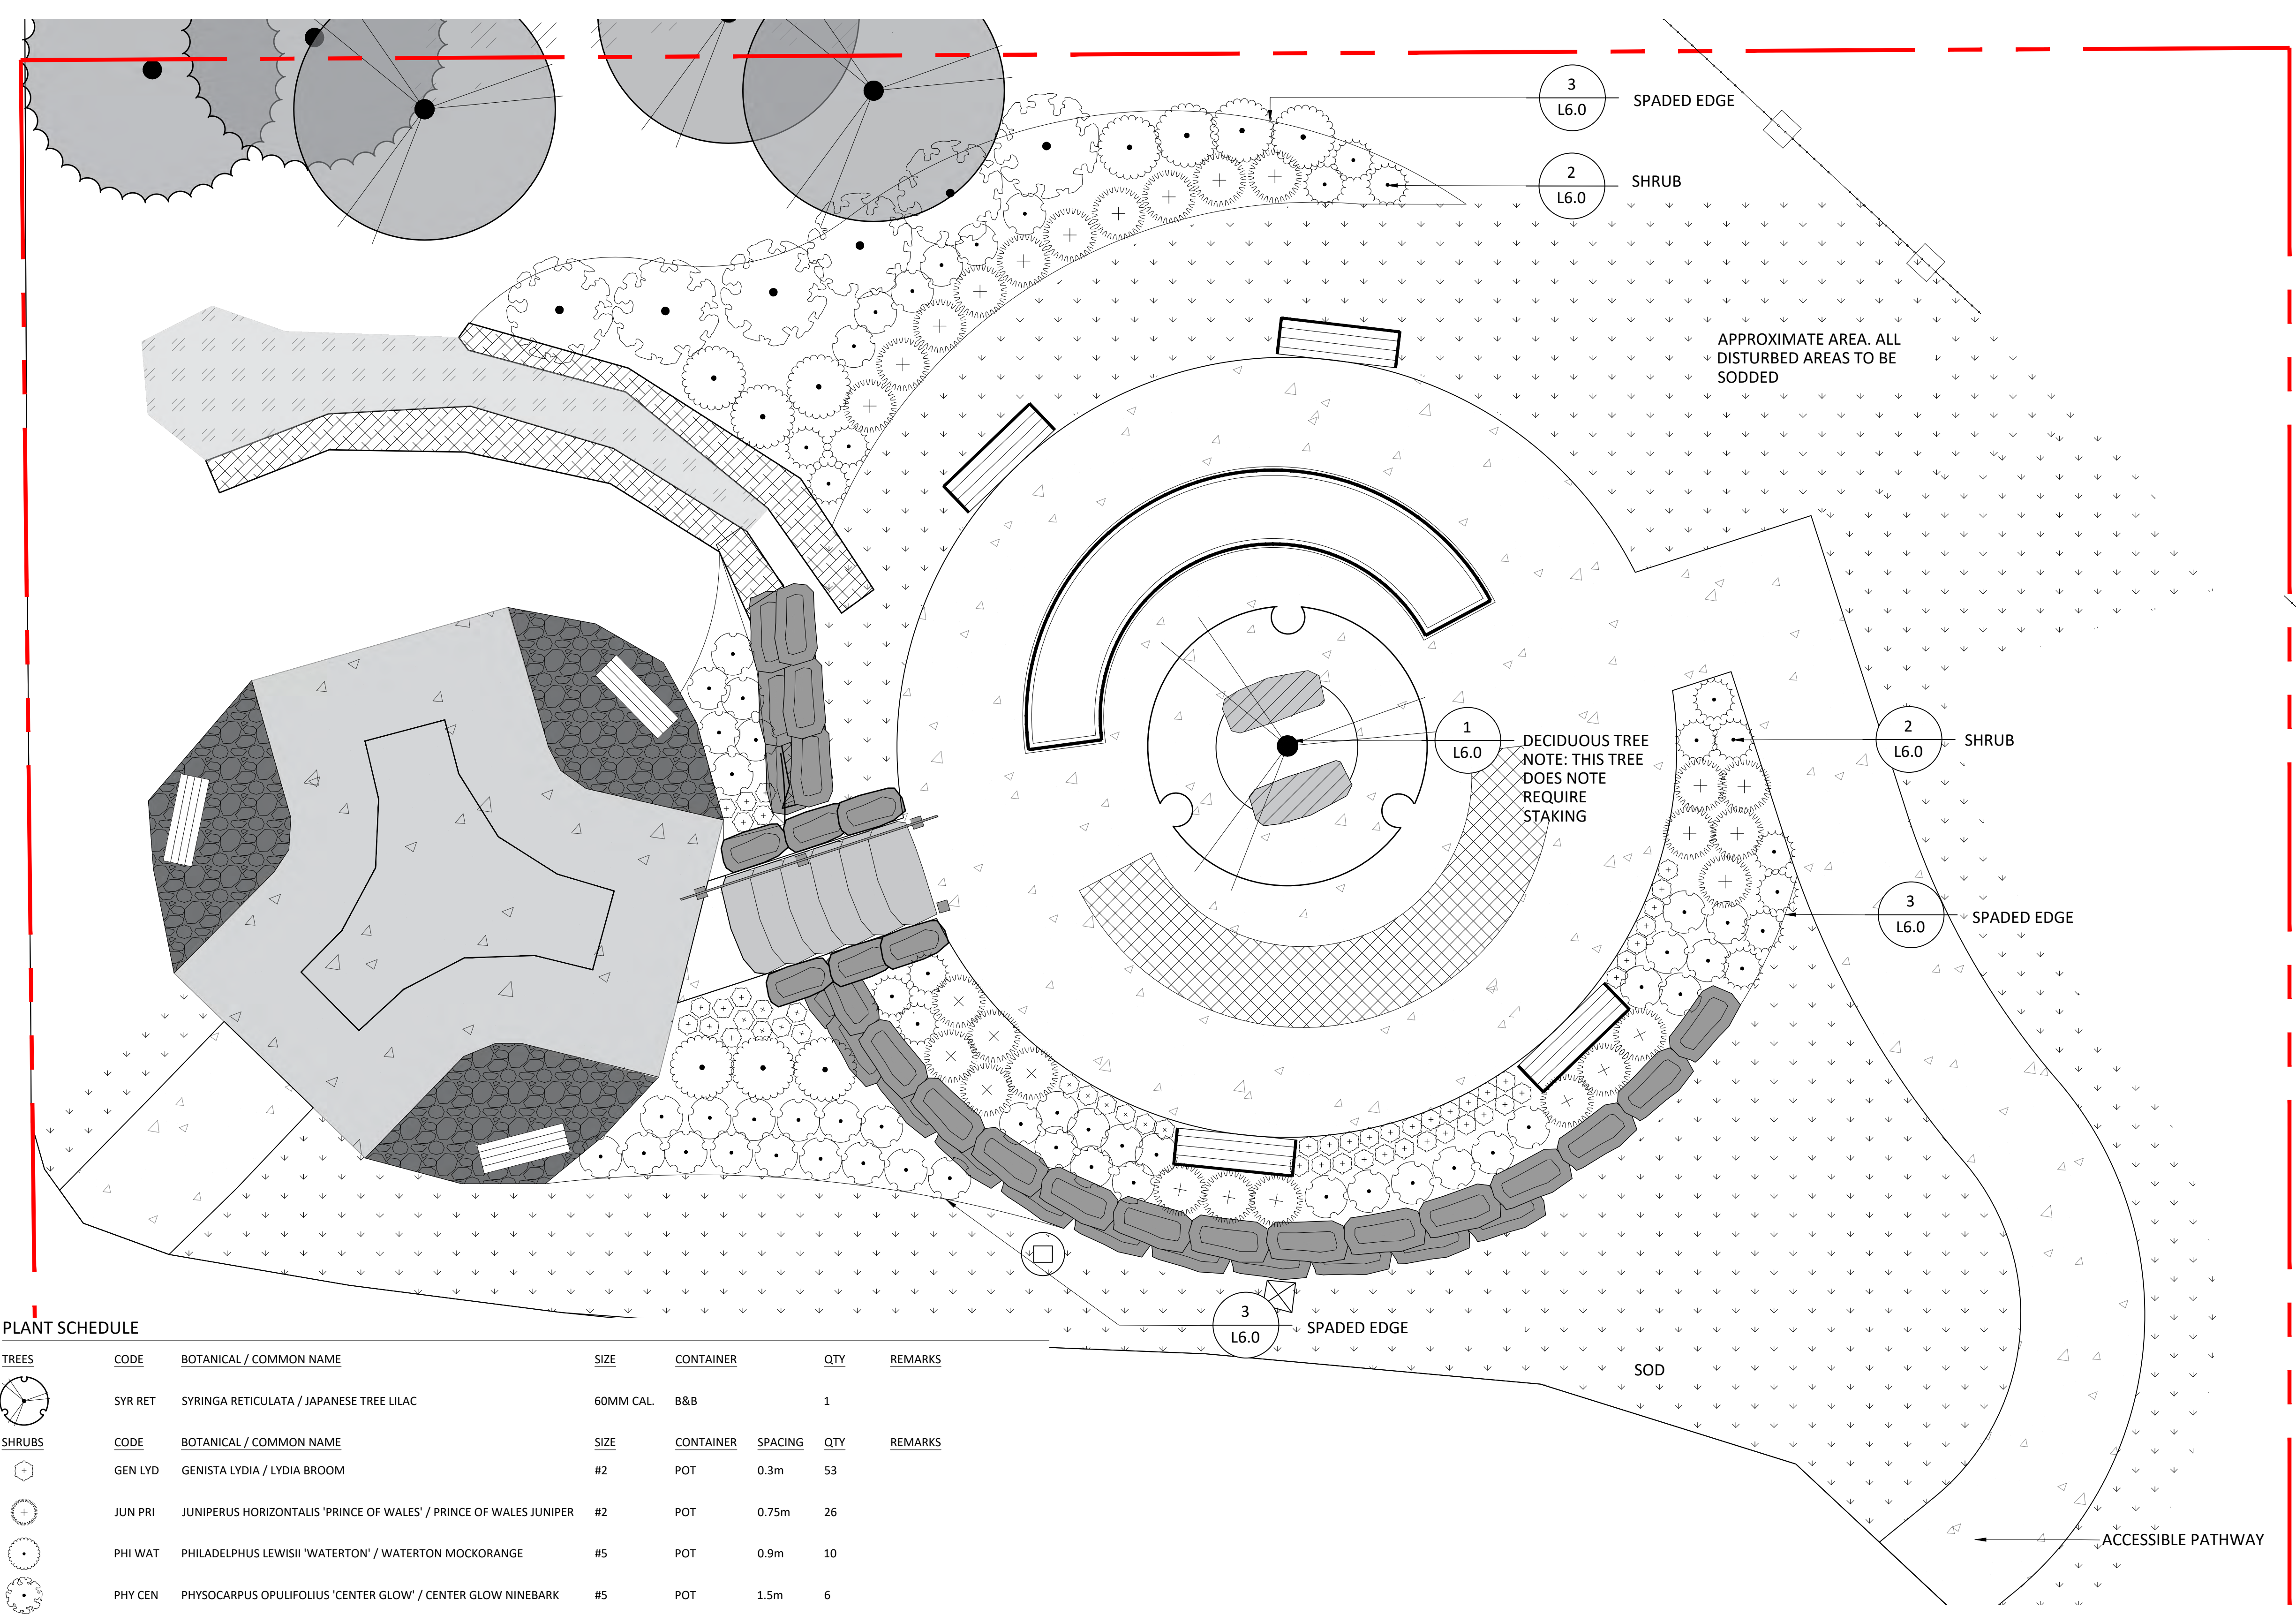 3
L6.0
SPADED EDGE
2
L6.0
SHRUB
APPROXIMATE AREA. ALL
DISTURBED AREAS TO BE
SODDED
1
L6.0
DECIDUOUS TREE
NOTE: THIS TREE
DOES NOTE
REQUIRE
STAKING
2
L6.0
SHRUB
3
L6.0
SPADED EDGE
3
L6.0
SPADED EDGE
SOD
ACCESSIBLE PATHWAY
PLANT SCHEDULE
TREES CODE BOTANICAL / COMMON NAME SIZE CONTAINER QTY REMARKS
SYR RET SYRINGA RETICULATA / JAPANESE TREE LILAC 60MM CAL. B&B 1
SHRUBS CODE BOTANICAL / COMMON NAME SIZE CONTAINER SPACING QTY REMARKS
GEN LYD GENISTA LYDIA / LYDIA BROOM #2 POT 0.3m 53
JUN PRI JUNIPERUS HORIZONTALIS 'PRINCE OF WALES' / PRINCE OF WALES JUNIPER #2 POT 0.75m 26
PHI WAT PHILADELPHUS LEWISII 'WATERTON' / WATERTON MOCKORANGE #5 POT 0.9m 10
PHY CEN PHYSOCARPUS OPULIFOLIUS 'CENTER GLOW' / CENTER GLOW NINEBARK #5 POT 1.5m 6